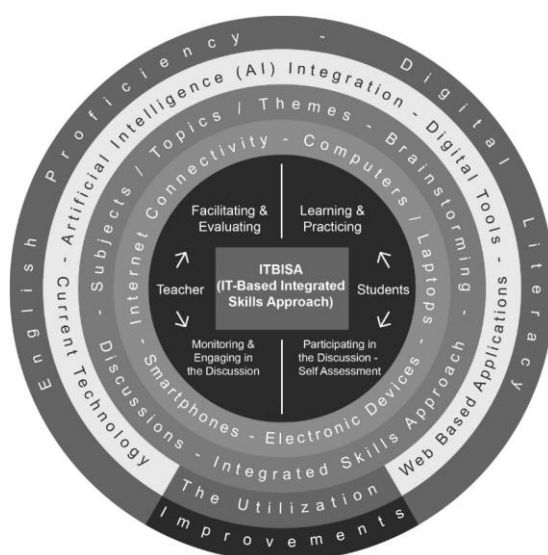 English Proficiency - Digital Literacy
Improvements
Current Technology - Artificial Intelligence (AI) Integration - Digital Tools - Web Based Applications
The Utilization
Discussions - Subjects / Topics / Themes - Brainstorming - Integrated Skills Approach -
Smartphones - Internet Connectivity - Computers / Laptops - Electronic Devices -
Facilitating &
Evaluating
Learning &
Practicing
ITBISA
(IT-Based Integrated
Skills Approach)
Teacher
Students
Monitoring &
Engaging in
the Discussion
Participating in
the Discussion -
Self Assessment